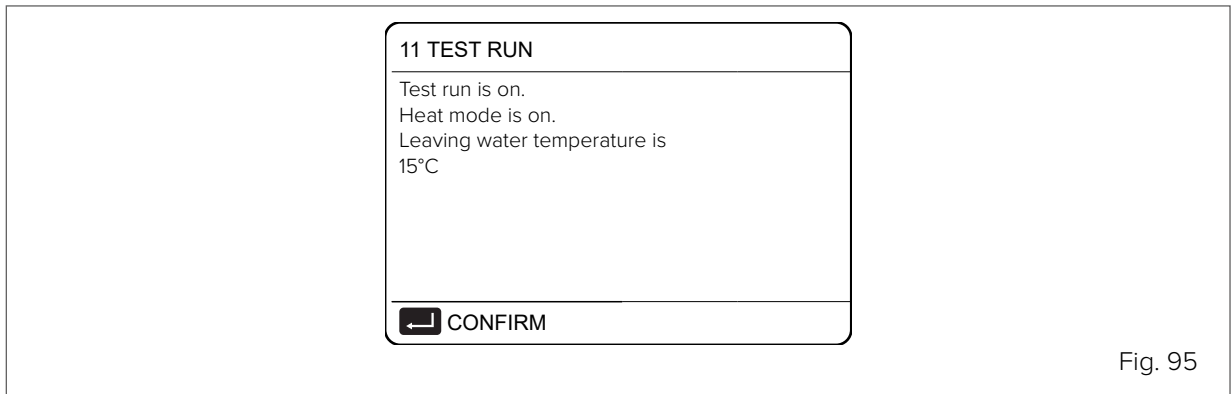 11 TEST RUN
Test run is on.
Heat mode is on.
Leaving water temperature is
15°C
CONFIRM
Fig. 95